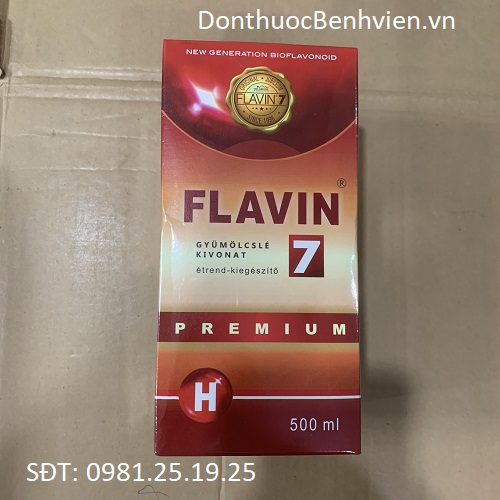 DonthuocBenhvien.vn
NEW GENERATION BIOFLAVONOID
FLAVIN 7
SINCE 1996
FLAVIN®
GYÜMÖLCSLÉ
KIVONAT
étrend-kiegészítő
7
PREMIUM
H
500 ml
SĐT: 0981.25.19.25